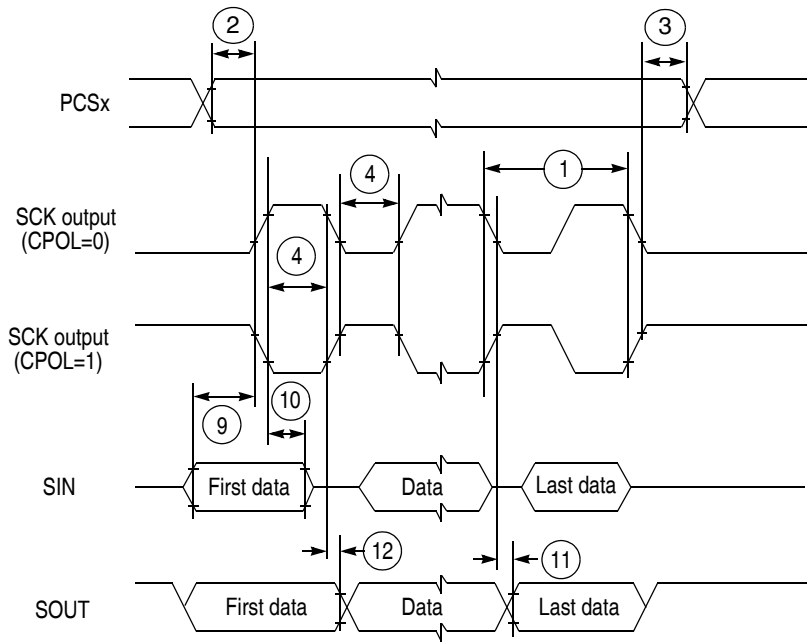 2
3
PCSx
4
1
SCK output
(CPOL=0)
4
SCK output
(CPOL=1)
10
9
SIN
First data
Data
Last data
12
11
SOUT
First data
Data
Last data